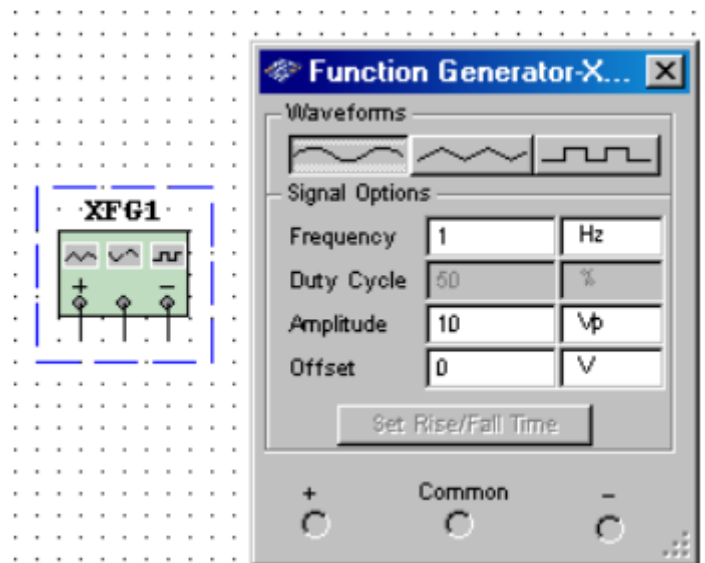 XFG1
+ −
Function Generator-X...
Waveforms
Signal Options
Frequency 1 Hz
Duty Cycle 50 %
Amplitude 10 Vp
Offset 0 V
Set Rise/Fall Time
+ Common −